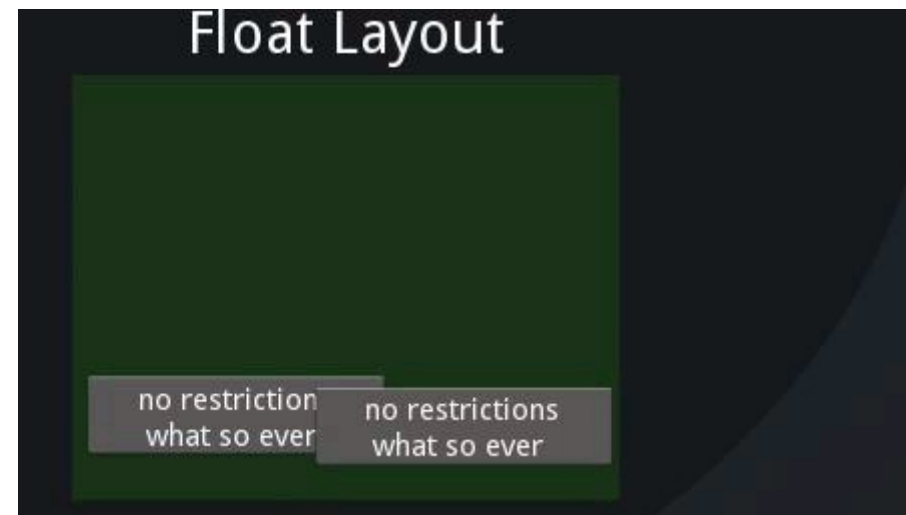 Float Layout
no restriction
what so ever
no restrictions
what so ever